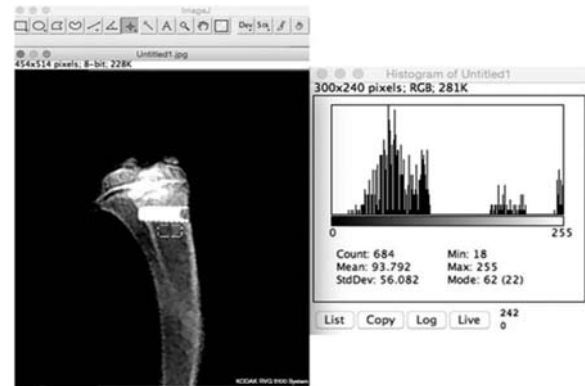 ImageJ
A
Dev
Stk
Untitled1.jpg
454x514 pixels; 8-bit; 228K
KODAK RVG 5100 System
Histogram of Untitled1
300x240 pixels; RGB; 281K
0 255
Count: 684 Min: 18
Mean: 93.792 Max: 255
StdDev: 56.082 Mode: 62 (22)
List Copy Log Live 242
0